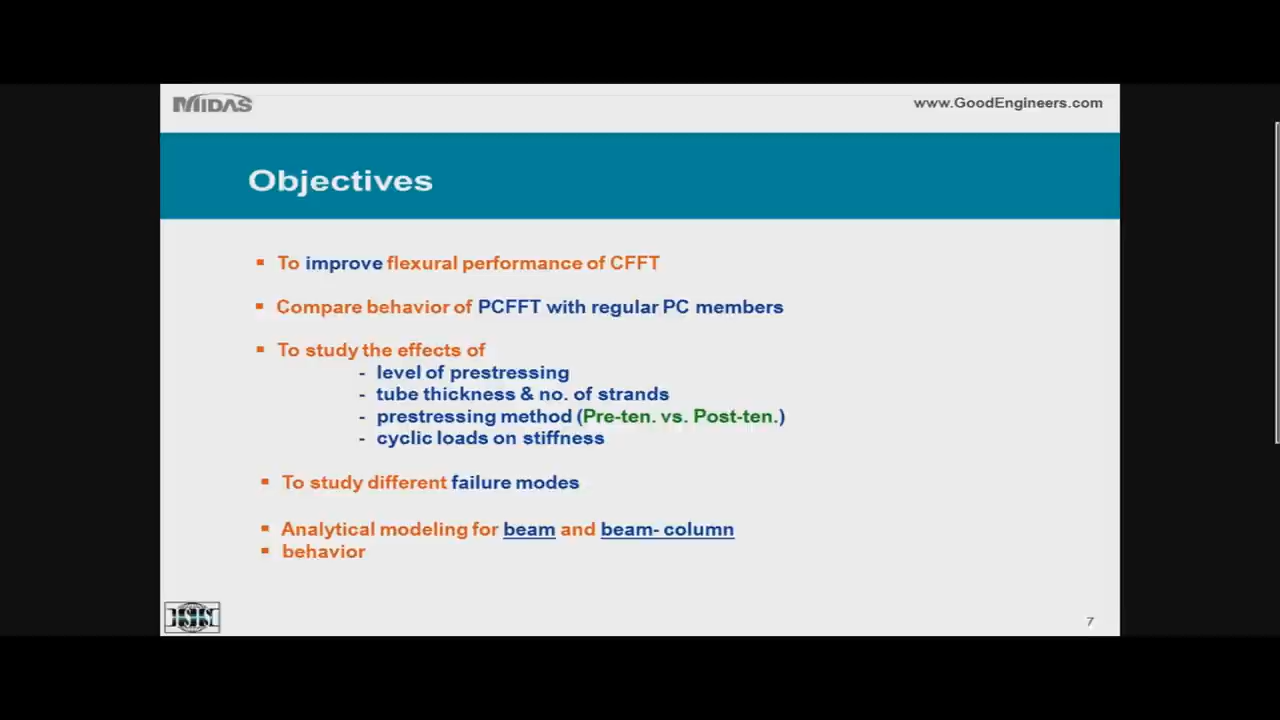 MIDAS
www.GoodEngineers.com
Objectives
▪ To improve flexural performance of CFFT
▪ Compare behavior of PCFFT with regular PC members
▪ To study the effects of
- level of prestressing
- tube thickness & no. of strands
- prestressing method (Pre-ten. vs. Post-ten.)
- cyclic loads on stiffness
▪ To study different failure modes
▪ Analytical modeling for beam and beam- column
▪ behavior
ISIS
7